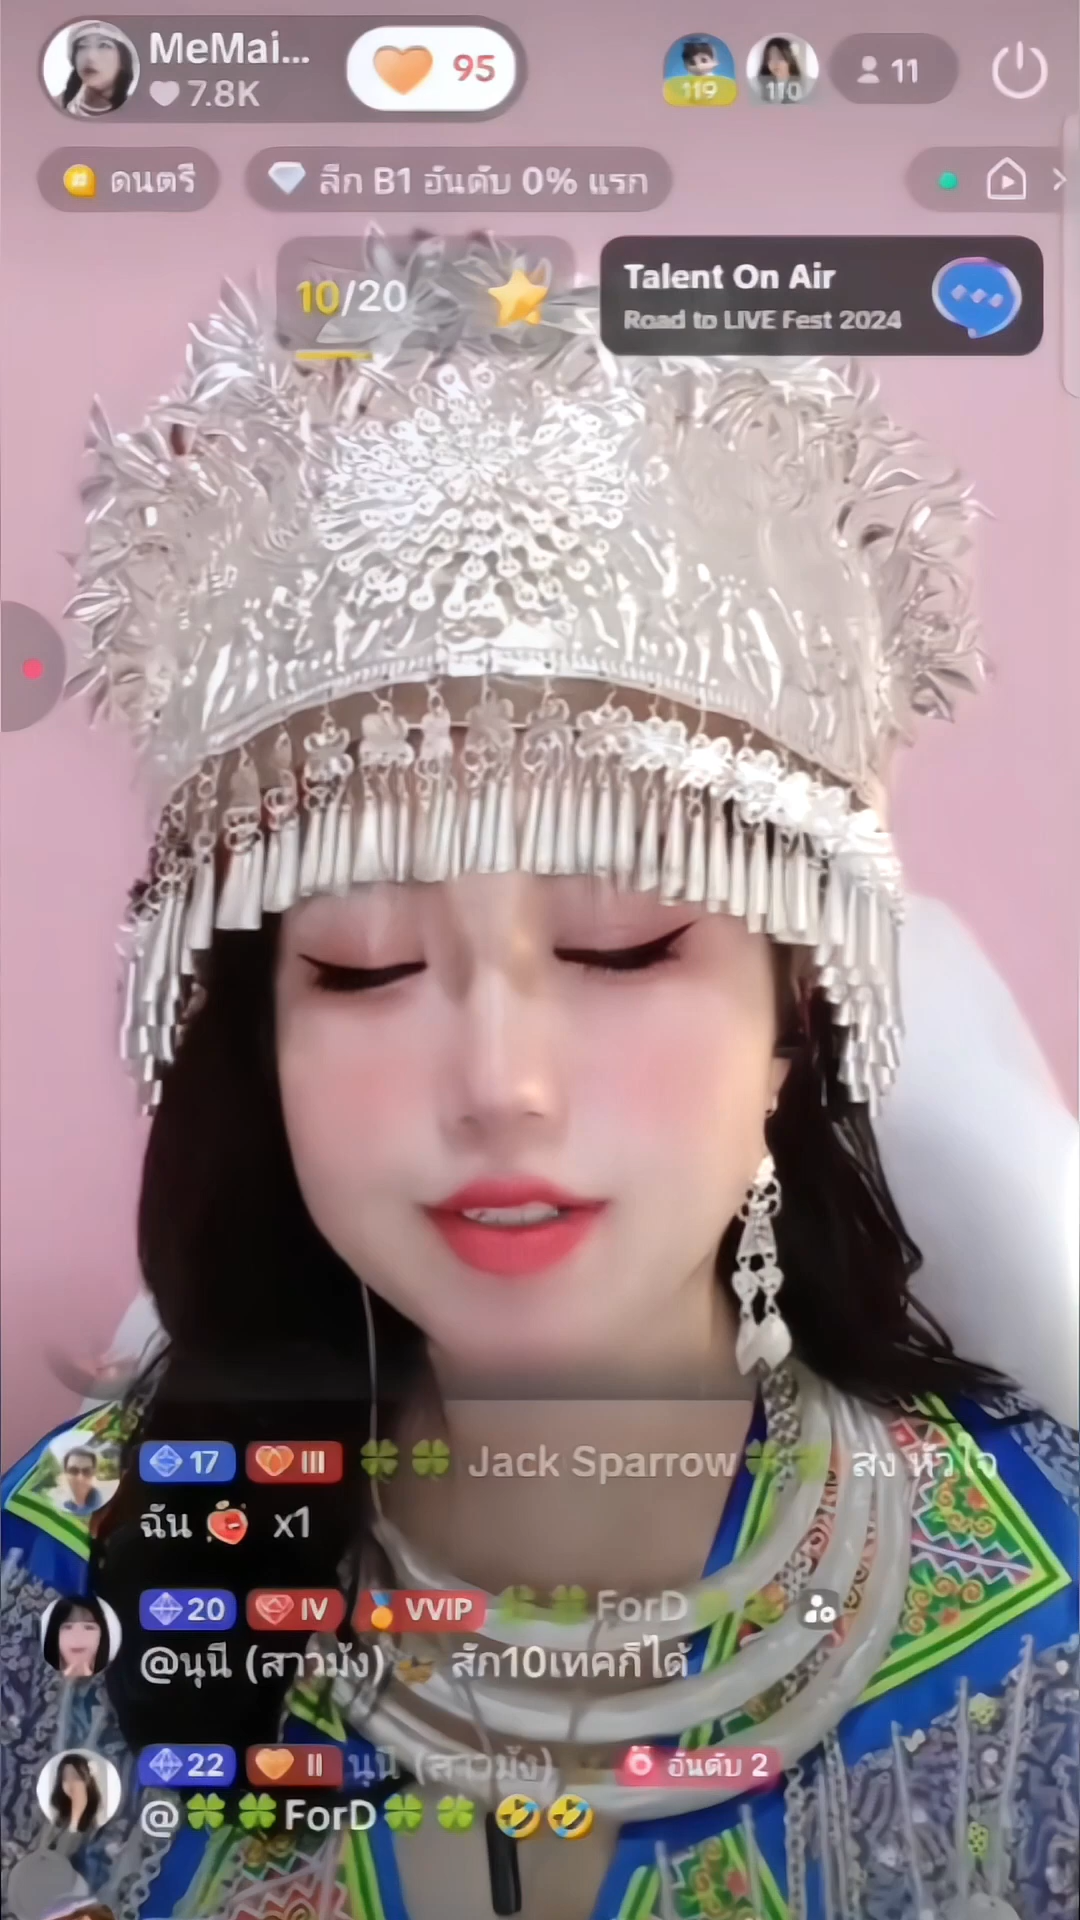 MeMai...
7.8K
95
119
110
11
ดนตรี
ลีก B1 อันดับ 0% แรก
10/20
Talent On Air
Road to LIVE Fest 2024
17 III 🍀🍀 Jack Sparrow🍀🍀 ส่ง หัวใจ
ฉัน x1
20 IV VVIP 🍀🍀ForD🍀🍀
@นุนี (สาวม้ง) สัก10เทคก็ได้
22 II นุนี (สาวม้ง) อันดับ 2
@🍀🍀ForD🍀🍀 🤣🤣